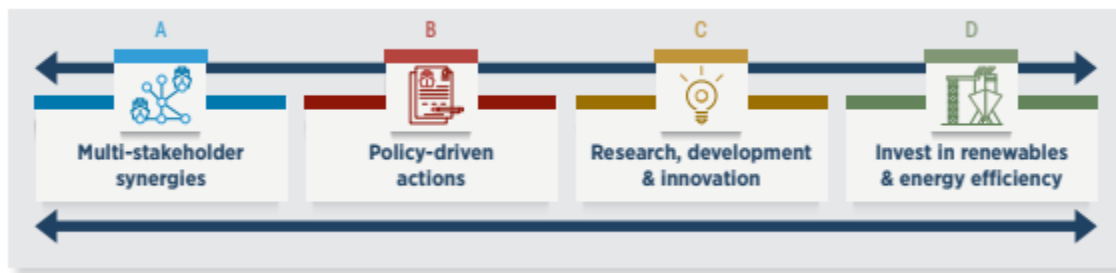 A
B
C
D
Multi-stakeholder
synergies
Policy-driven
actions
Research, development
& innovation
Invest in renewables
& energy efficiency